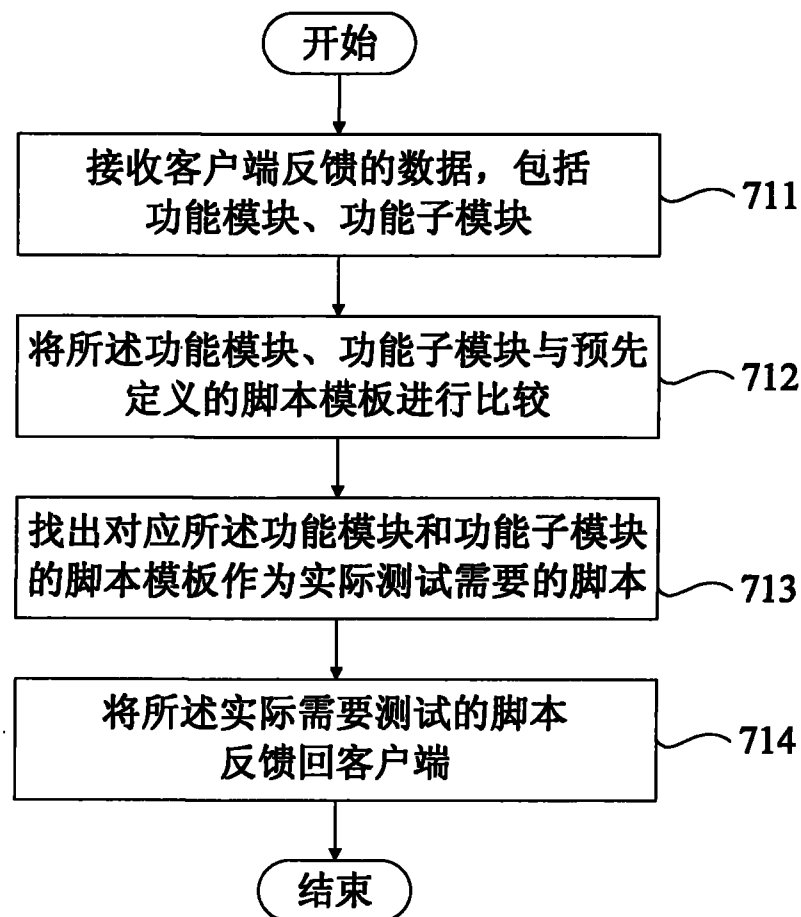 开始
接收客户端反馈的数据，包括
功能模块、功能子模块
711
将所述功能模块、功能子模块与预先
定义的脚本模板进行比较
712
找出对应所述功能模块和功能子模块
的脚本模板作为实际测试需要的脚本
713
将所述实际需要测试的脚本
反馈回客户端
714
结束